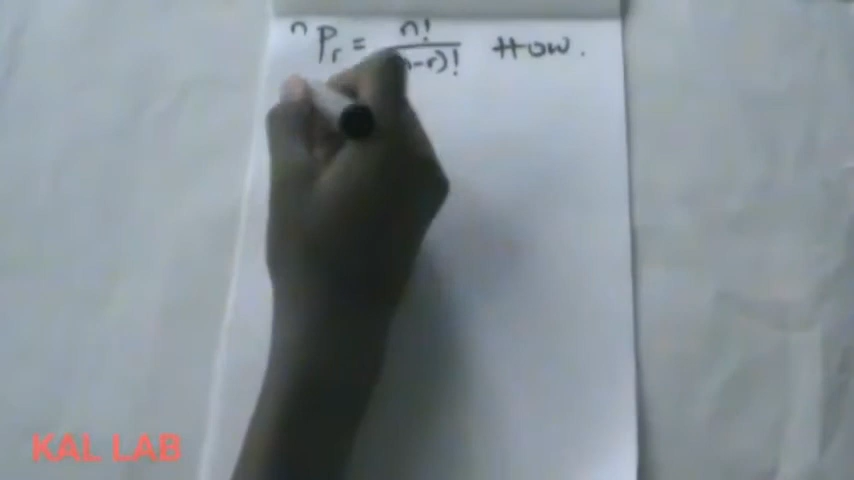 ⁿPᵣ = n!/(n-r)! How.
KAL LAB